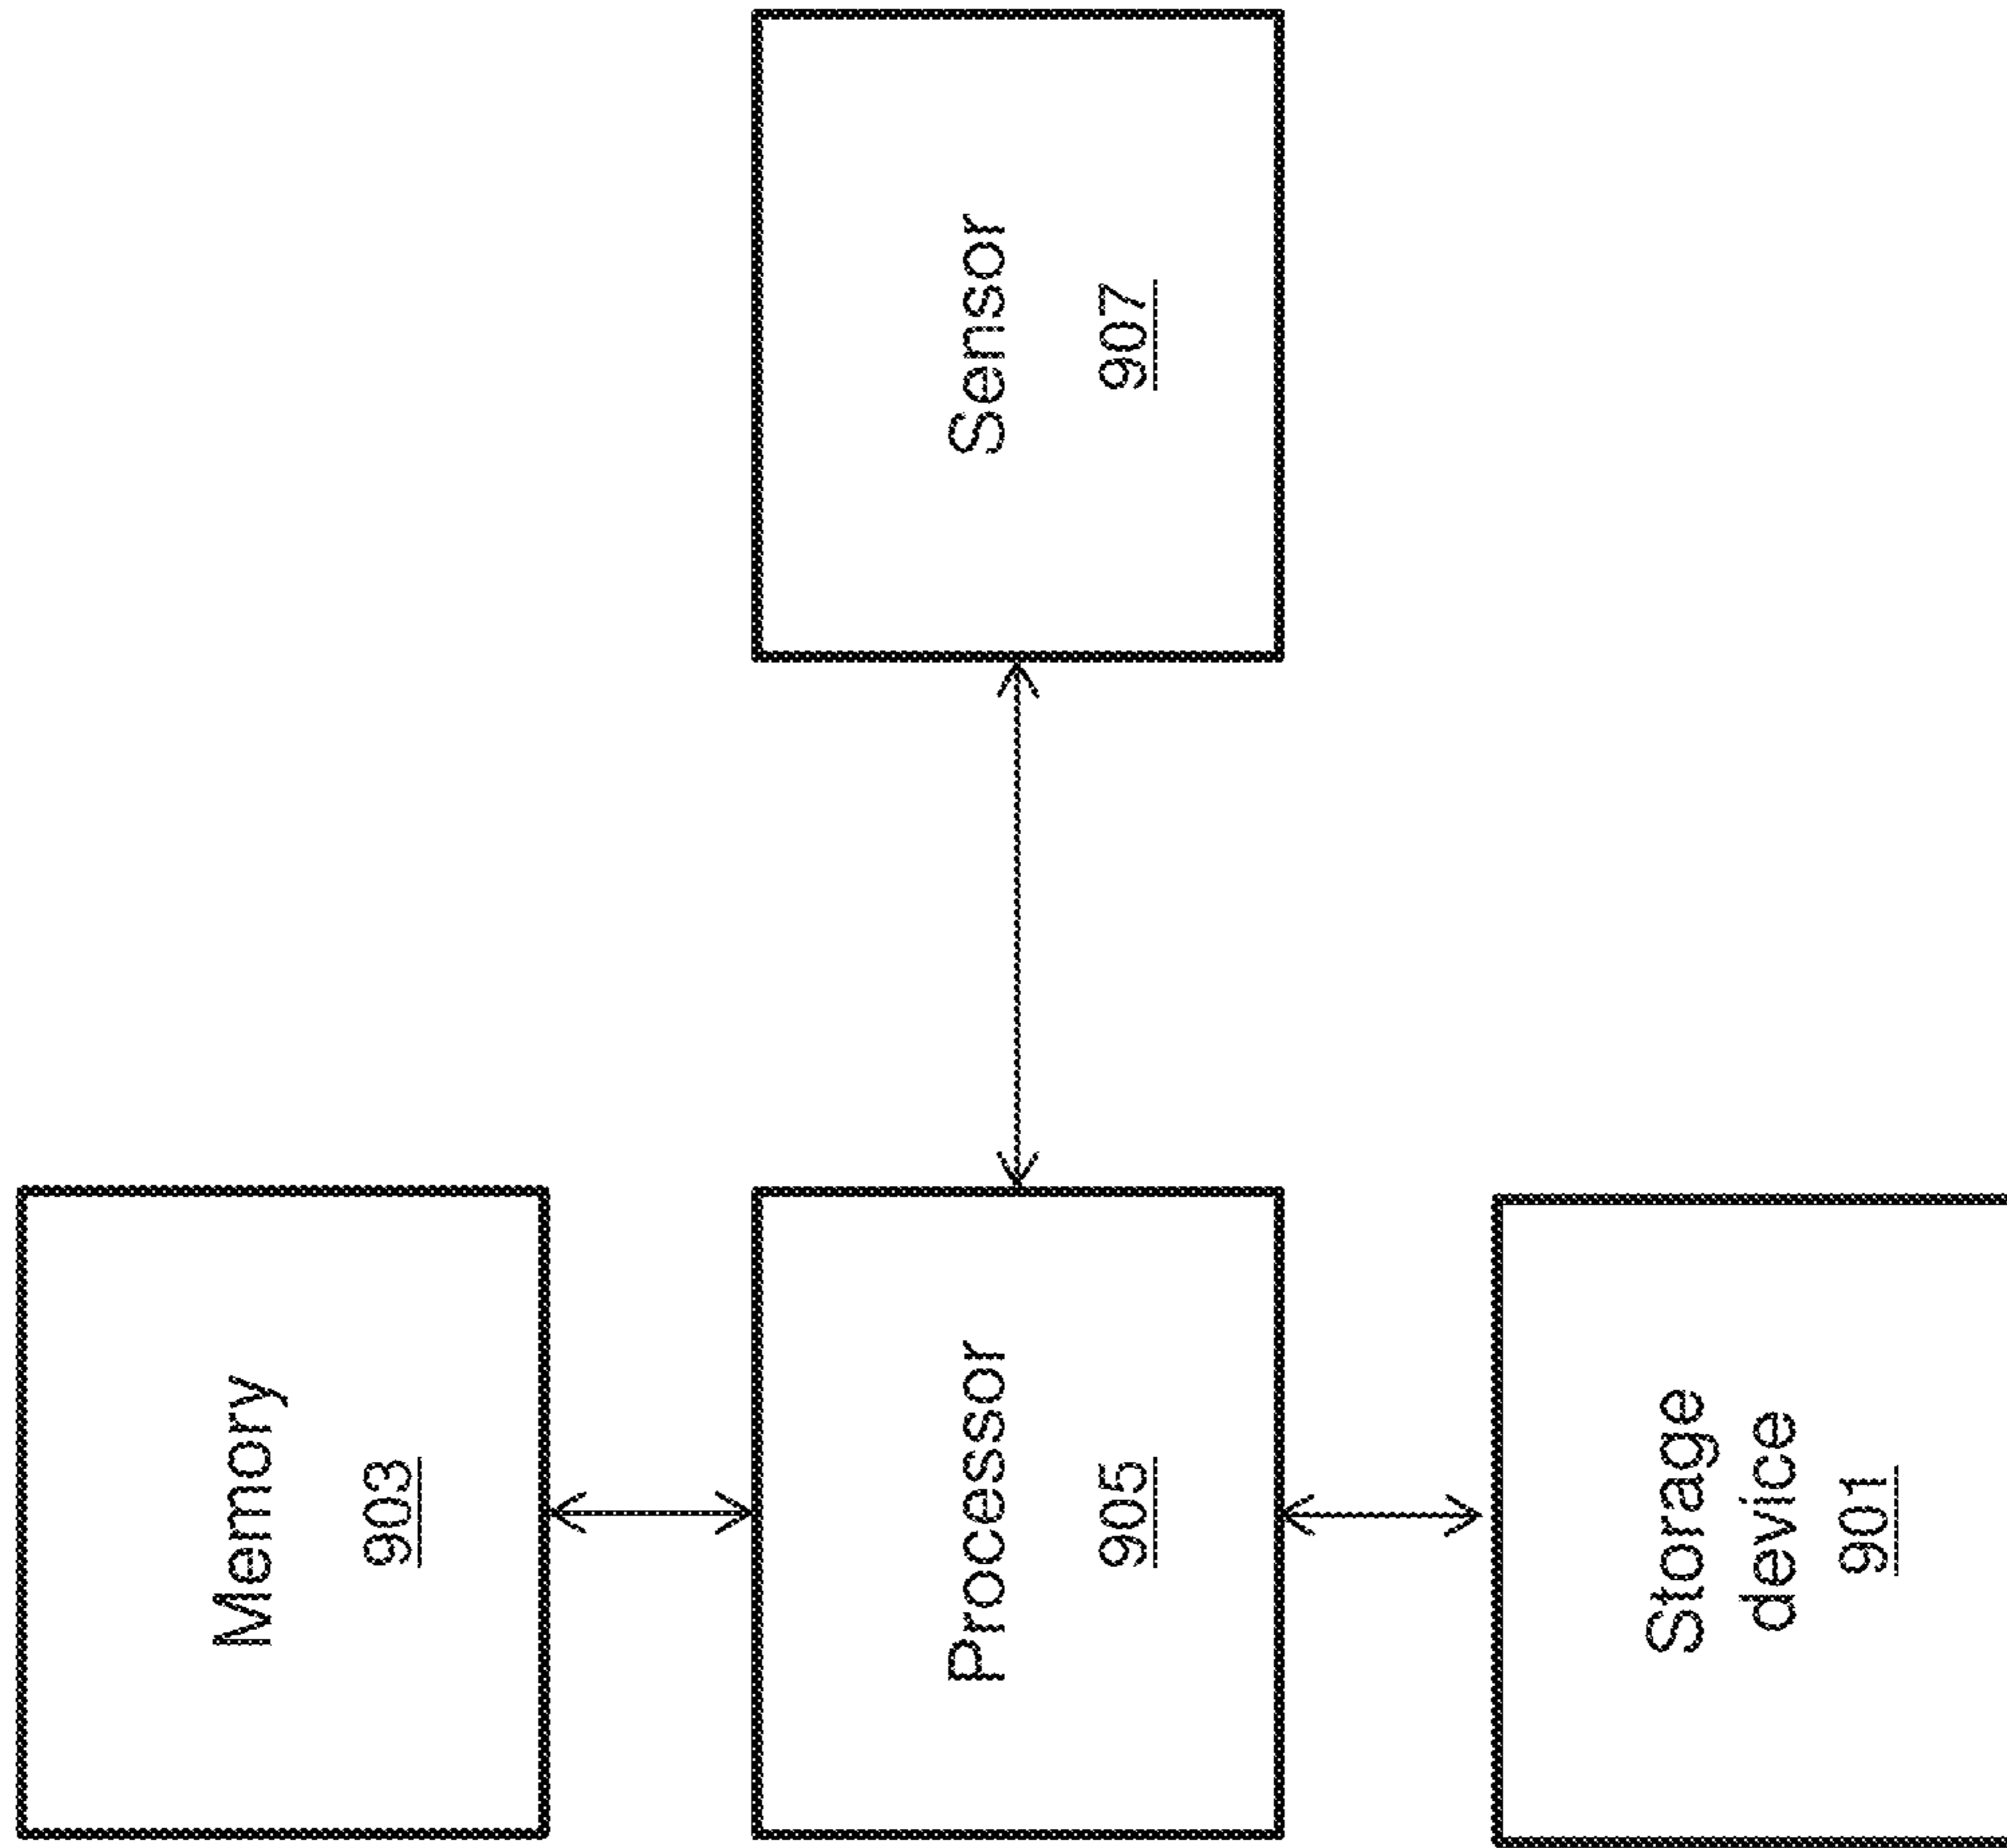 Memory
903
Processor
905
Sensor
907
Storage
device
901